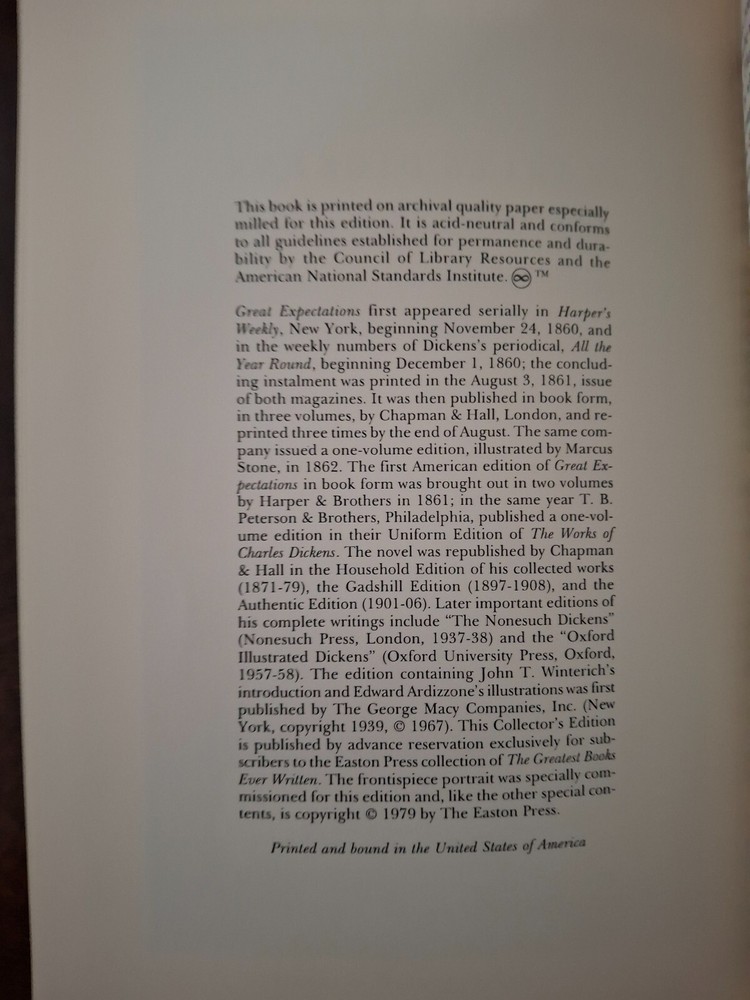 This book is printed on archival quality paper especially
milled for this edition. It is acid-neutral and conforms
to all guidelines established for permanence and dura-
bility by the Council of Library Resources and the
American National Standards Institute. ♾™
Great Expectations first appeared serially in Harper's
Weekly, New York, beginning November 24, 1860, and
in the weekly numbers of Dickens's periodical, All the
Year Round, beginning December 1, 1860; the conclud-
ing instalment was printed in the August 3, 1861, issue
of both magazines. It was then published in book form,
in three volumes, by Chapman & Hall, London, and re-
printed three times by the end of August. The same com-
pany issued a one-volume edition, illustrated by Marcus
Stone, in 1862. The first American edition of Great Ex-
pectations in book form was brought out in two volumes
by Harper & Brothers in 1861; in the same year T. B.
Peterson & Brothers, Philadelphia, published a one-vol-
ume edition in their Uniform Edition of The Works of
Charles Dickens. The novel was republished by Chapman
& Hall in the Household Edition of his collected works
(1871-79), the Gadshill Edition (1897-1908), and the
Authentic Edition (1901-06). Later important editions of
his complete writings include "The Nonesuch Dickens"
(Nonesuch Press, London, 1937-38) and the "Oxford
Illustrated Dickens" (Oxford University Press, Oxford,
1957-58). The edition containing John T. Winterich's
introduction and Edward Ardizzone's illustrations was first
published by The George Macy Companies, Inc. (New
York, copyright 1939, © 1967). This Collector's Edition
is published by advance reservation exclusively for sub-
scribers to the Easton Press collection of The Greatest Books
Ever Written. The frontispiece portrait was specially com-
missioned for this edition and, like the other special con-
tents, is copyright © 1979 by The Easton Press.
Printed and bound in the United States of America